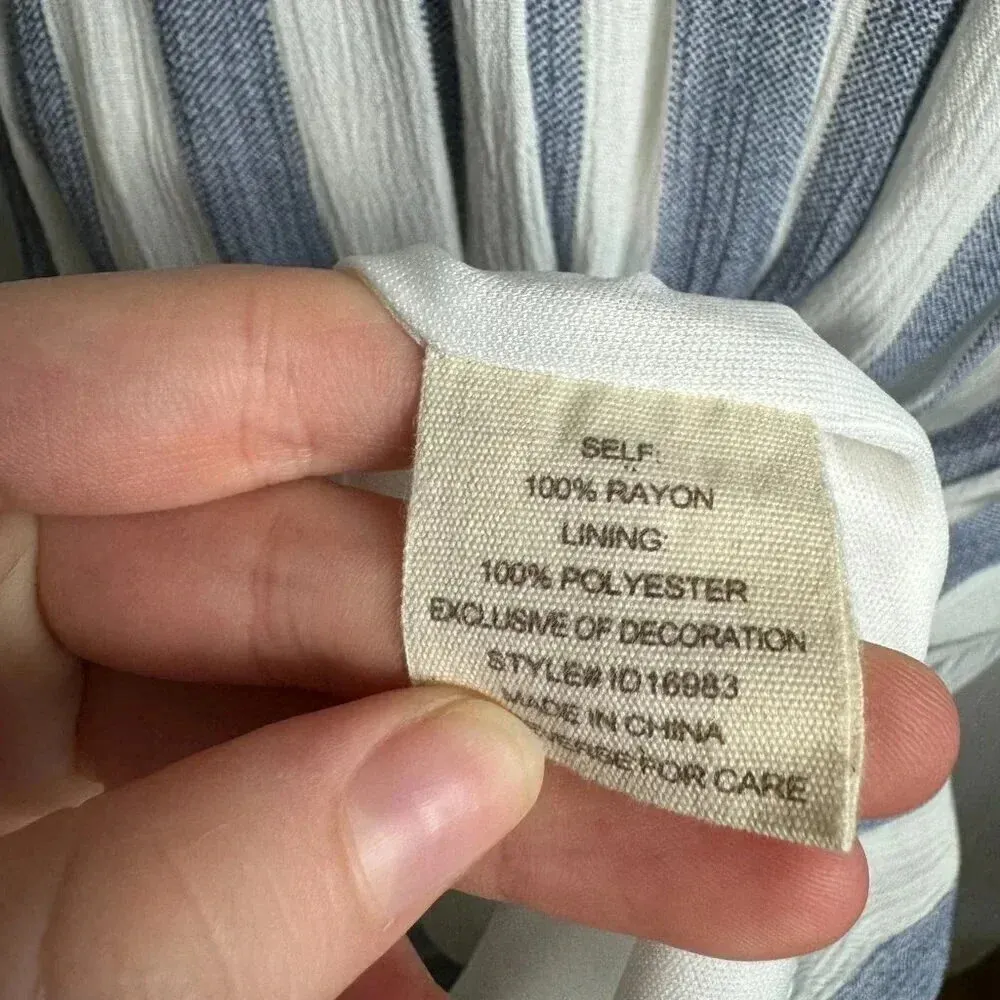 SELF:
100% RAYON
LINING:
100% POLYESTER
EXCLUSIVE OF DECORATION
STYLE# ID16983
MADE IN CHINA
FOR CARE